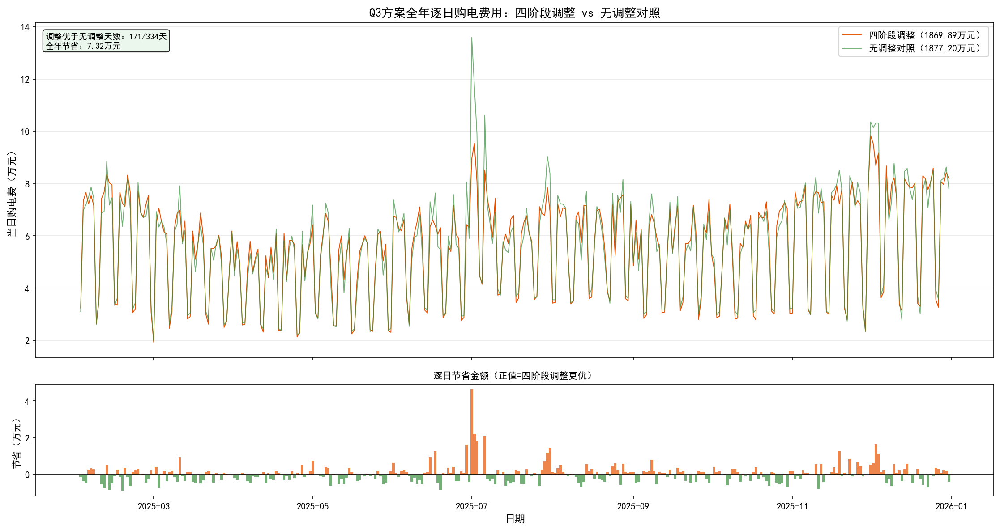 Q3方案全年逐日购电费用：四阶段调整 vs 无调整对照
调整优于无调整天数：171/334天
全年节省：7.32万元
四阶段调整（1869.89万元）
无调整对照（1877.20万元）
当日购电费（万元）
14
12
10
8
6
4
2
逐日节省金额（正值=四阶段调整更优）
节省（万元）
4
2
0
2025-03
2025-05
2025-07
2025-09
2025-11
2026-01
日期